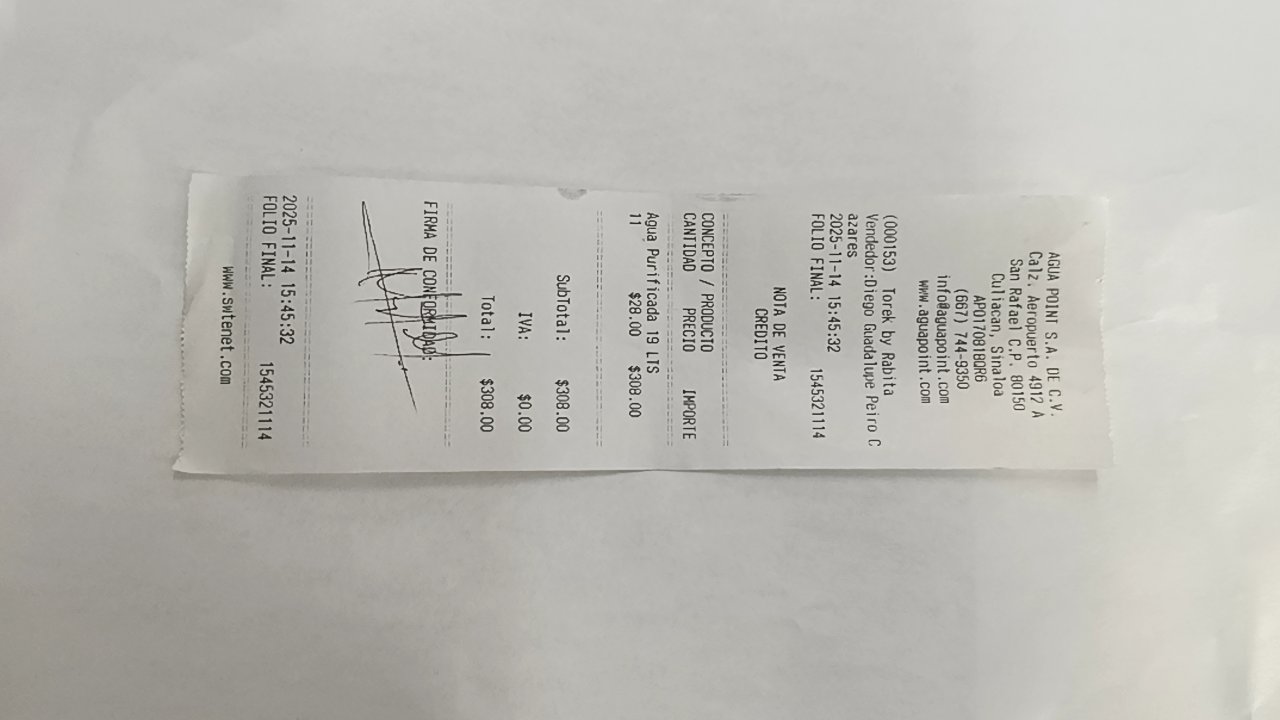 AGUA POINT S.A. DE C.V.
Calz. Aeropuerto 4912 A
San Rafael C.P. 80150
Culiacan, Sinaloa
APO170818DR6
(667) 744-9350
info@aguapoint.com
www.aguapoint.com
(000153) Torek by Rabita
Vendedor:Diego Guadalupe Peiro C
azares
2025-11-14 15:45:32
FOLIO FINAL: 1545321114
NOTA DE VENTA
CREDITO
CONCEPTO / PRODUCTO
CANTIDAD PRECIO IMPORTE
Agua Purificada 19 LTS
11 $28.00 $308.00
SubTotal: $308.00
IVA: $0.00
Total: $308.00
FIRMA DE CONFORMIDAD:
2025-11-14 15:45:32
FOLIO FINAL: 1545321114
www.swtenet.com